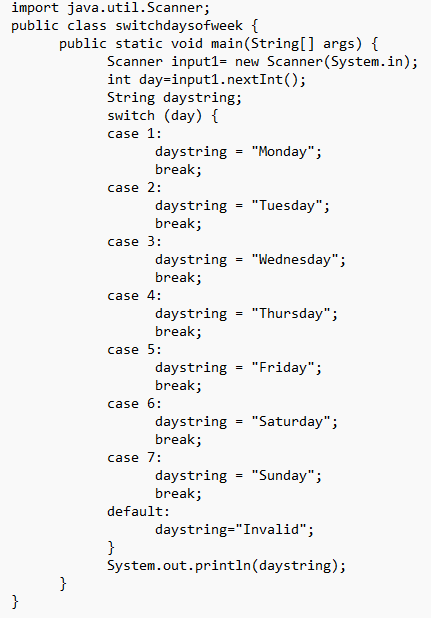 import java.util.Scanner;
public class switchdaysofweek {
      public static void main(String[] args) {
            Scanner input1= new Scanner(System.in);
            int day=input1.nextInt();
            String daystring;
            switch (day) {
            case 1:
                  daystring = "Monday";
                  break;
            case 2:
                  daystring = "Tuesday";
                  break;
            case 3:
                  daystring = "Wednesday";
                  break;
            case 4:
                  daystring = "Thursday";
                  break;
            case 5:
                  daystring = "Friday";
                  break;
            case 6:
                  daystring = "Saturday";
                  break;
            case 7:
                  daystring = "Sunday";
                  break;
            default:
                  daystring="Invalid";
            }
            System.out.println(daystring);
      }
}